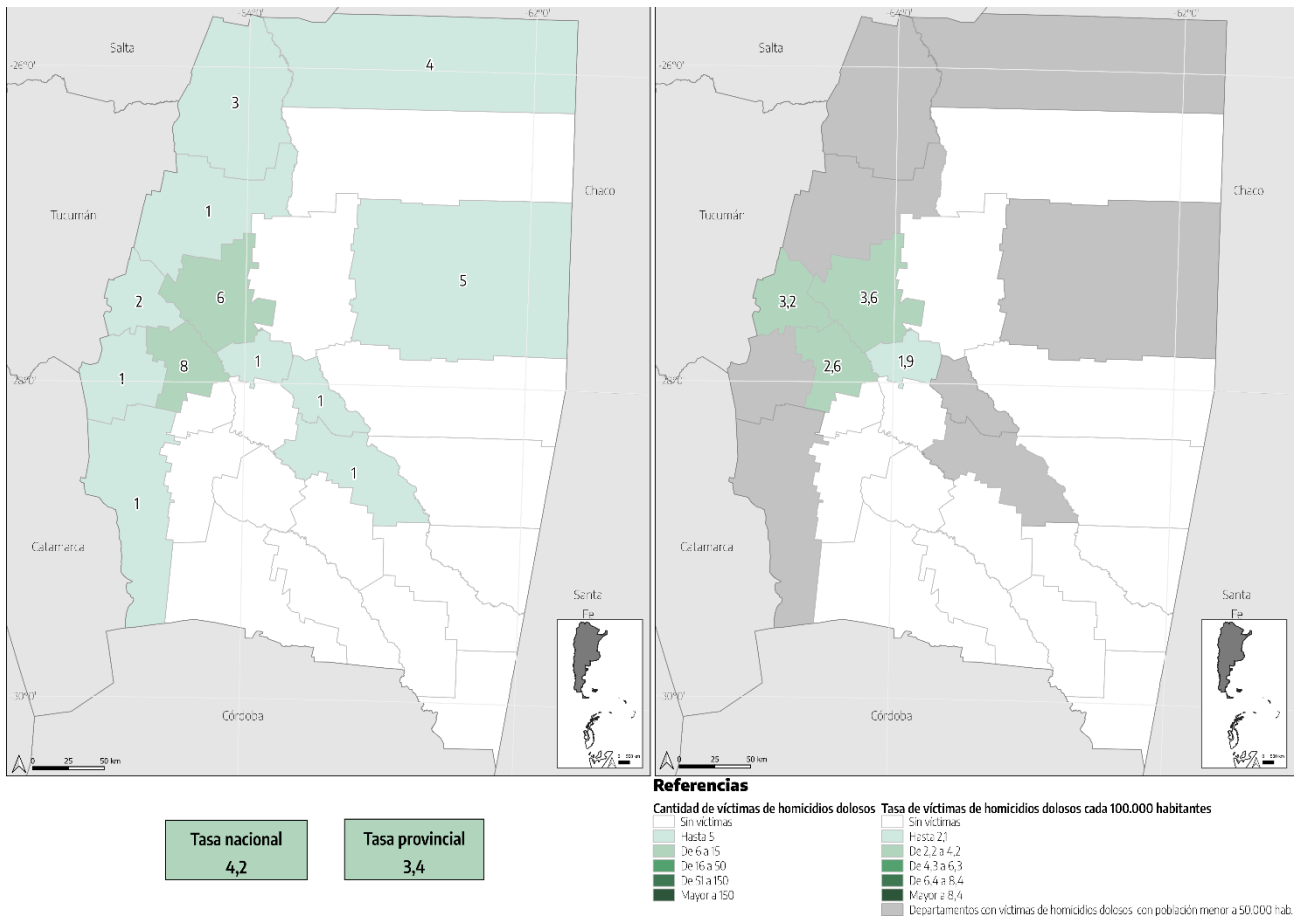 -64°0'
-62°0'
Salta
-26°0'
4
3
Chaco
1
Tucumán
5
2
6
1
8
1
-28°0'
1
1
1
Catamarca
Santa
Fe
-30°0'
Córdoba
0 25 50 km
-64°0'
-62°0'
Salta
-26°0'
Chaco
Tucumán
3,2
3,6
2,6
1,9
-28°0'
Catamarca
Santa
Fe
-30°0'
Córdoba
0 25 50 km
Referencias
Cantidad de víctimas de homicidios dolosos
Sin víctimas
Hasta 5
De 6 a 15
De 16 a 50
De 51 a 150
Mayor a 150
Tasa de víctimas de homicidios dolosos cada 100.000 habitantes
Sin víctimas
Hasta 2,1
De 2,2 a 4,2
De 4,3 a 6,3
De 6,4 a 8,4
Mayor a 8,4
Departamentos con víctimas de homicidios dolosos con población menor a 50.000 hab.
Tasa nacional
4,2
Tasa provincial
3,4